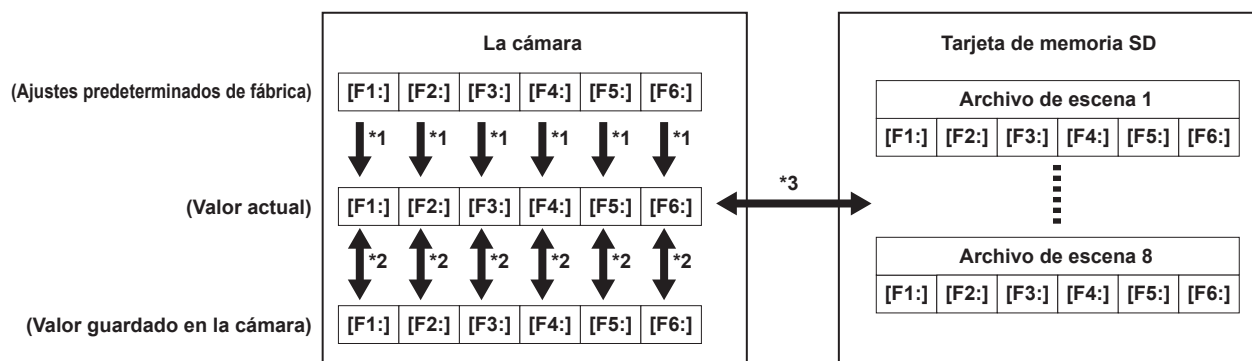 La cámara
Tarjeta de memoria SD
(Ajustes predeterminados de fábrica)
[F1:] [F2:] [F3:] [F4:] [F5:] [F6:]
Archivo de escena 1
[F1:] [F2:] [F3:] [F4:] [F5:] [F6:]
*1 *1 *1 *1 *1 *1
*3
(Valor actual)
[F1:] [F2:] [F3:] [F4:] [F5:] [F6:]
*2 *2 *2 *2 *2 *2
Archivo de escena 8
[F1:] [F2:] [F3:] [F4:] [F5:] [F6:]
(Valor guardado en la cámara)
[F1:] [F2:] [F3:] [F4:] [F5:] [F6:]